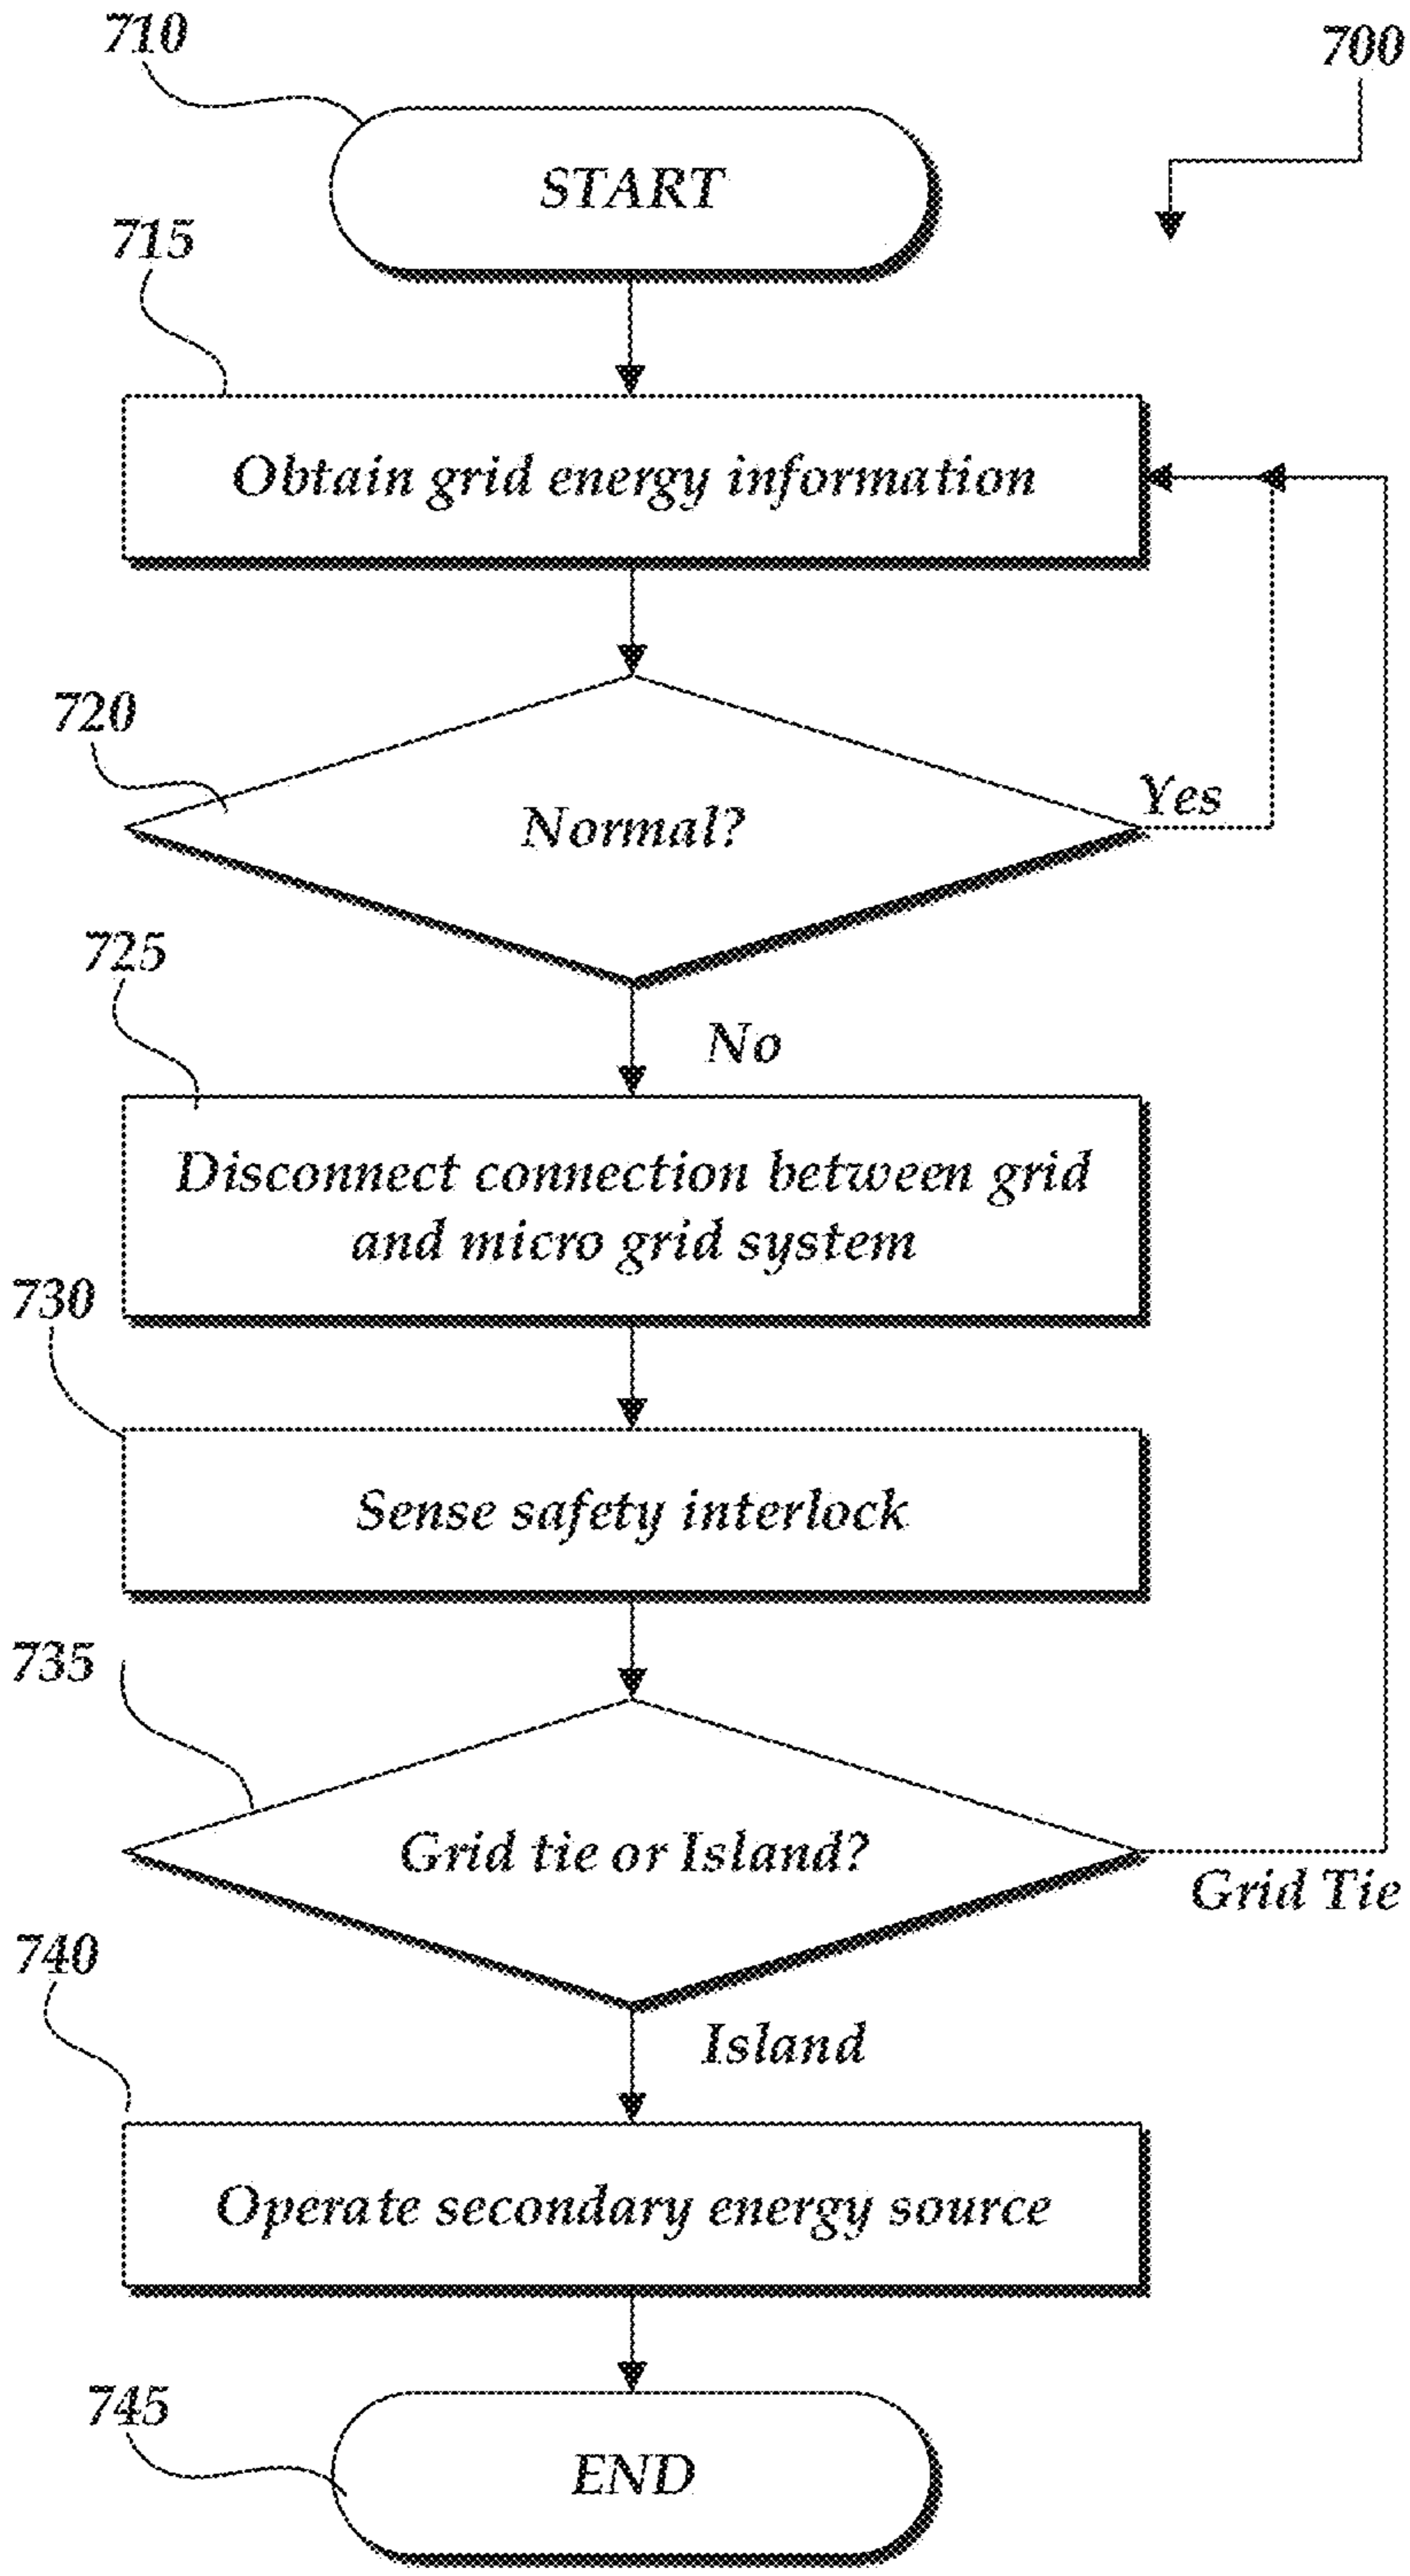 710
700
START
715
Obtain grid energy information
720
Normal?
Yes
725
No
Disconnect connection between grid
and micro grid system
730
Sense safety interlock
735
Grid tie or Island?
Grid Tie
740
Island
Operate secondary energy source
745
END